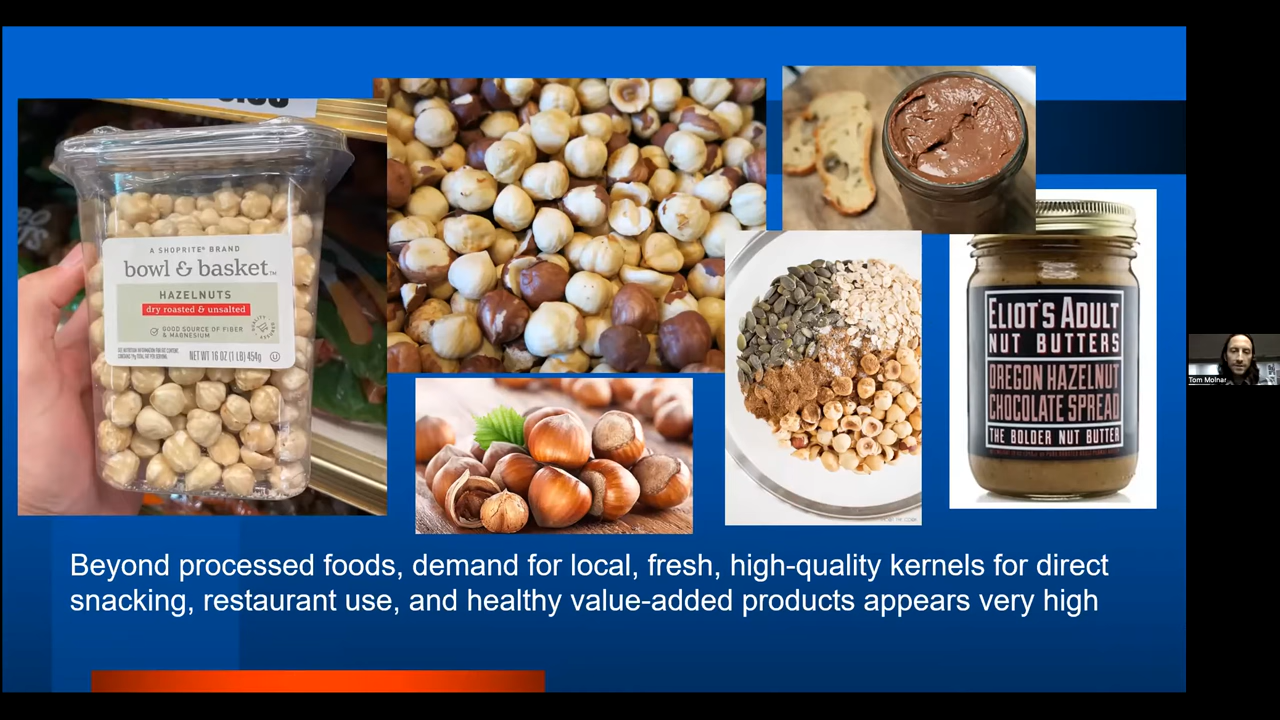 A SHOPRITE® BRAND
bowl & basket™
HAZELNUTS
dry roasted & unsalted
GOOD SOURCE OF FIBER
& MAGNESIUM
NET WT 16 OZ (1 LB) 454g
ELIOT'S ADULT
NUT BUTTERS
OREGON HAZELNUT
CHOCOLATE SPREAD
THE BOLDER NUT BUTTER
Tom Molnar
Beyond processed foods, demand for local, fresh, high-quality kernels for direct
snacking, restaurant use, and healthy value-added products appears very high